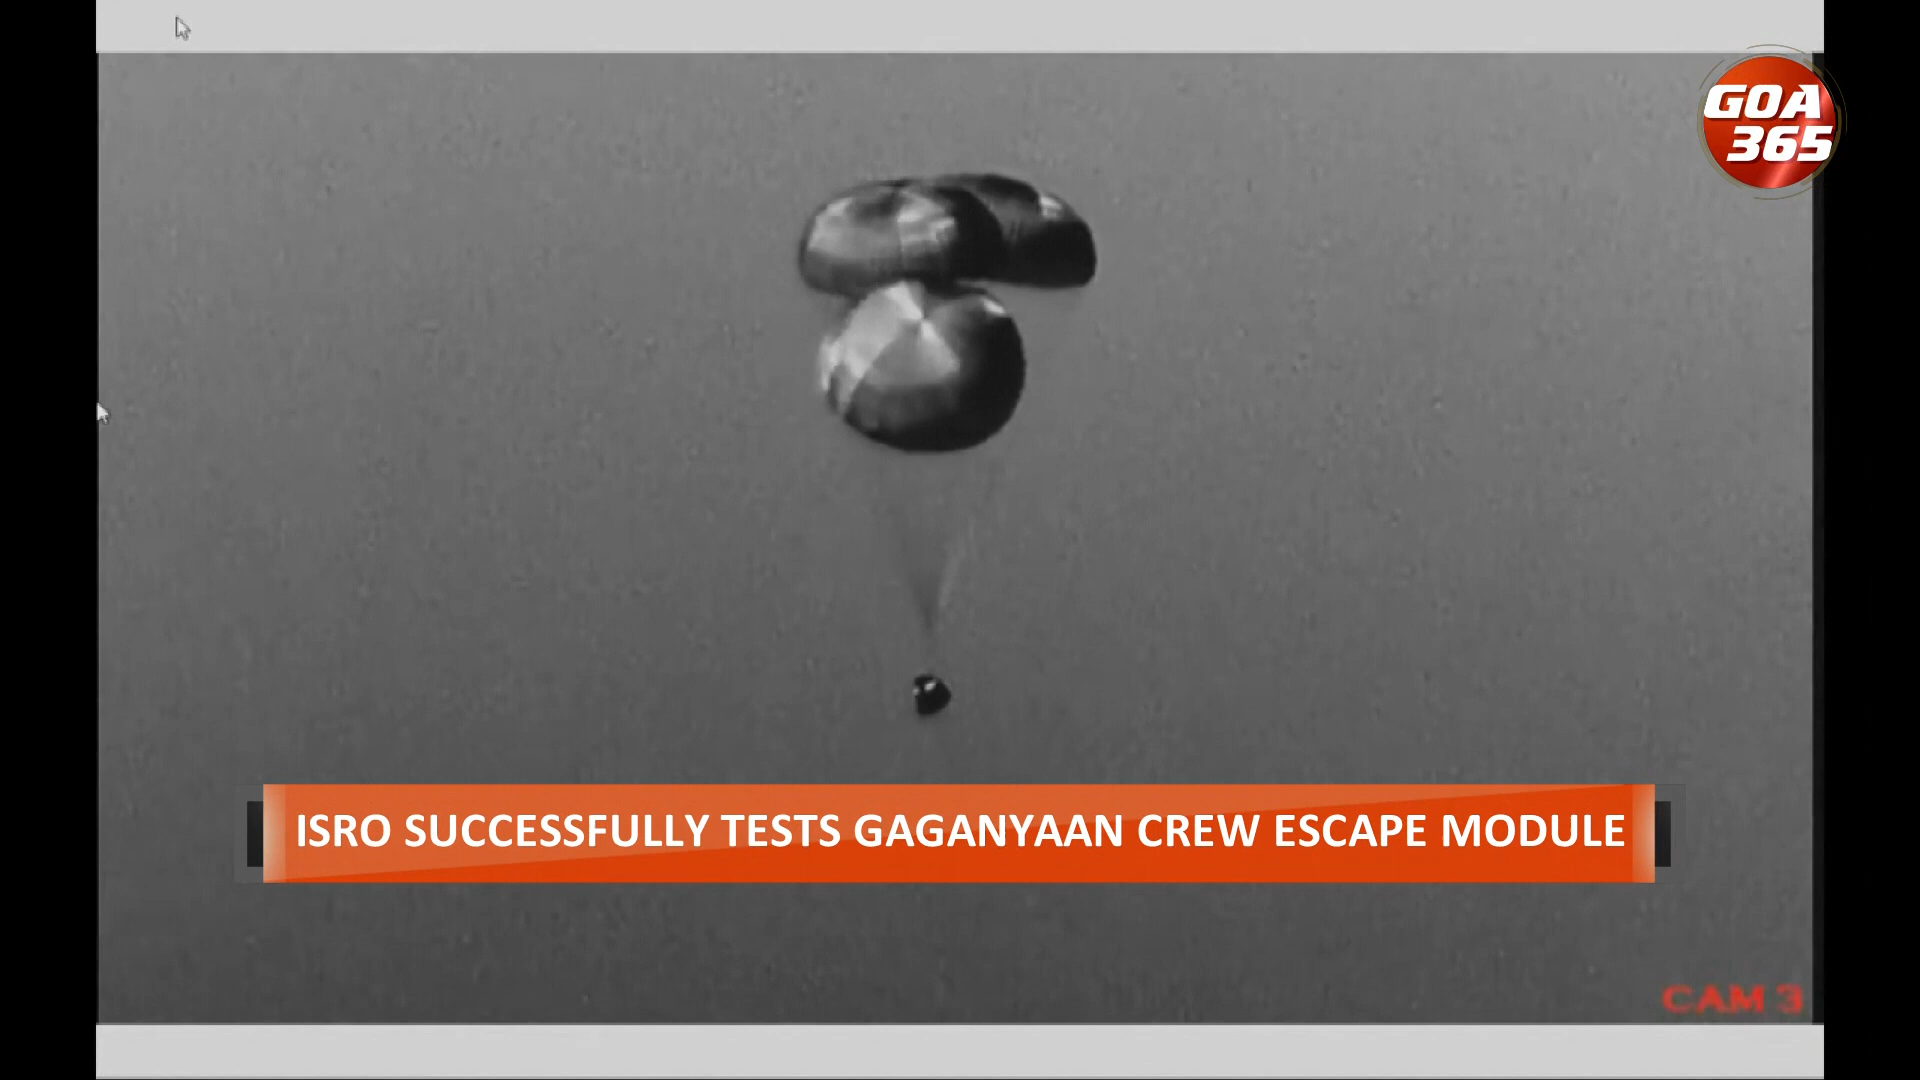 GOA
365
ISRO SUCCESSFULLY TESTS GAGANYAAN CREW ESCAPE MODULE
CAM 3